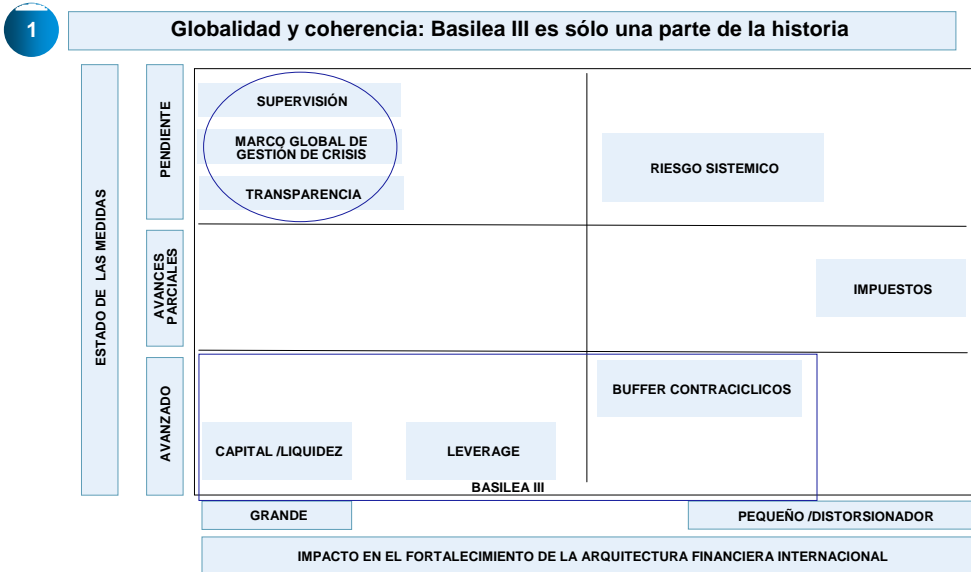 1
Globalidad y coherencia: Basilea III es sólo una parte de la historia
ESTADO DE LAS MEDIDAS
PENDIENTE
SUPERVISIÓN
MARCO GLOBAL DE
GESTIÓN DE CRISIS
TRANSPARENCIA
RIESGO SISTEMICO
AVANCES
PARCIALES
IMPUESTOS
AVANZADO
BUFFER CONTRACICLICOS
CAPITAL /LIQUIDEZ
LEVERAGE
BASILEA III
GRANDE
PEQUEÑO /DISTORSIONADOR
IMPACTO EN EL FORTALECIMIENTO DE LA ARQUITECTURA FINANCIERA INTERNACIONAL